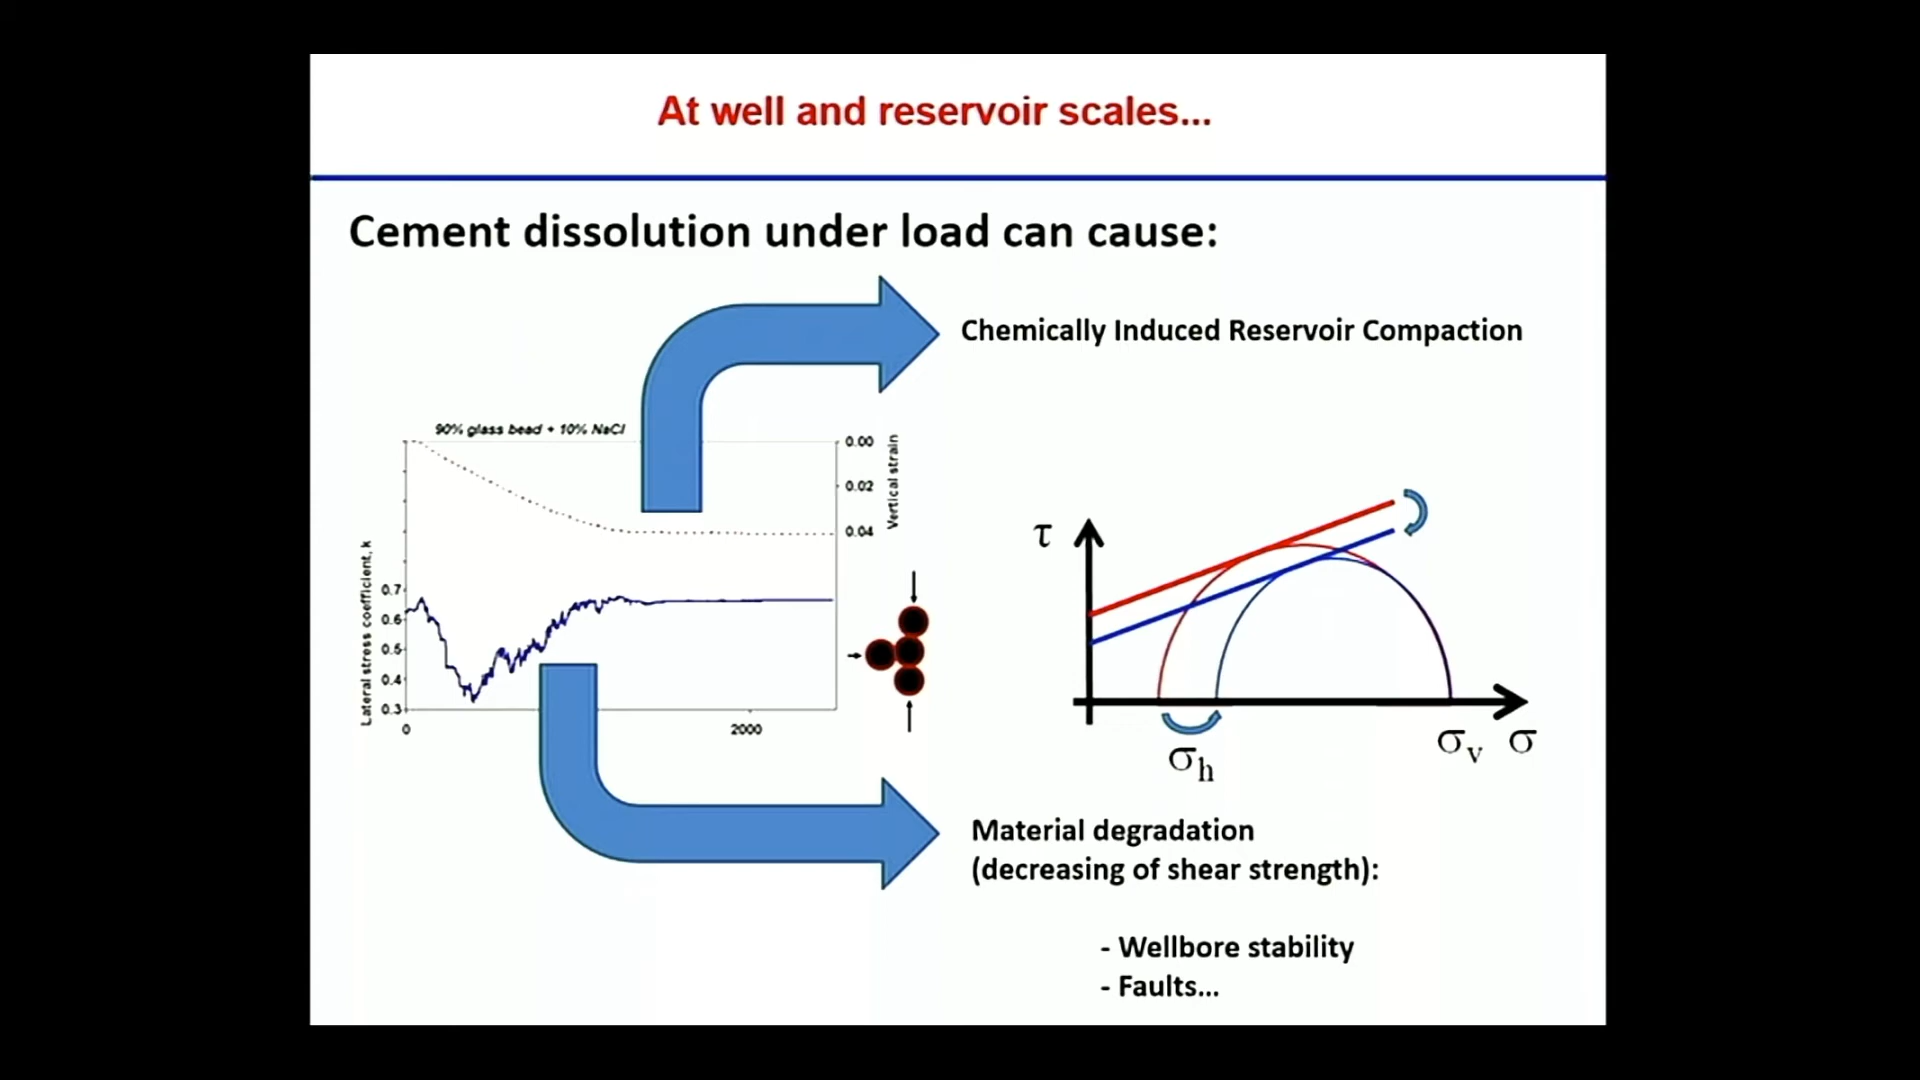 At well and reservoir scales...
Cement dissolution under load can cause:
Chemically Induced Reservoir Compaction
90% glass bead + 10% NaCl
0.00
0.02
0.04
Vertical strain
Lateral stress coefficient, k
0.7
0.6
0.5
0.4
0.3
0
2000
τ
σh
σv
σ
Material degradation
(decreasing of shear strength):
- Wellbore stability
- Faults...